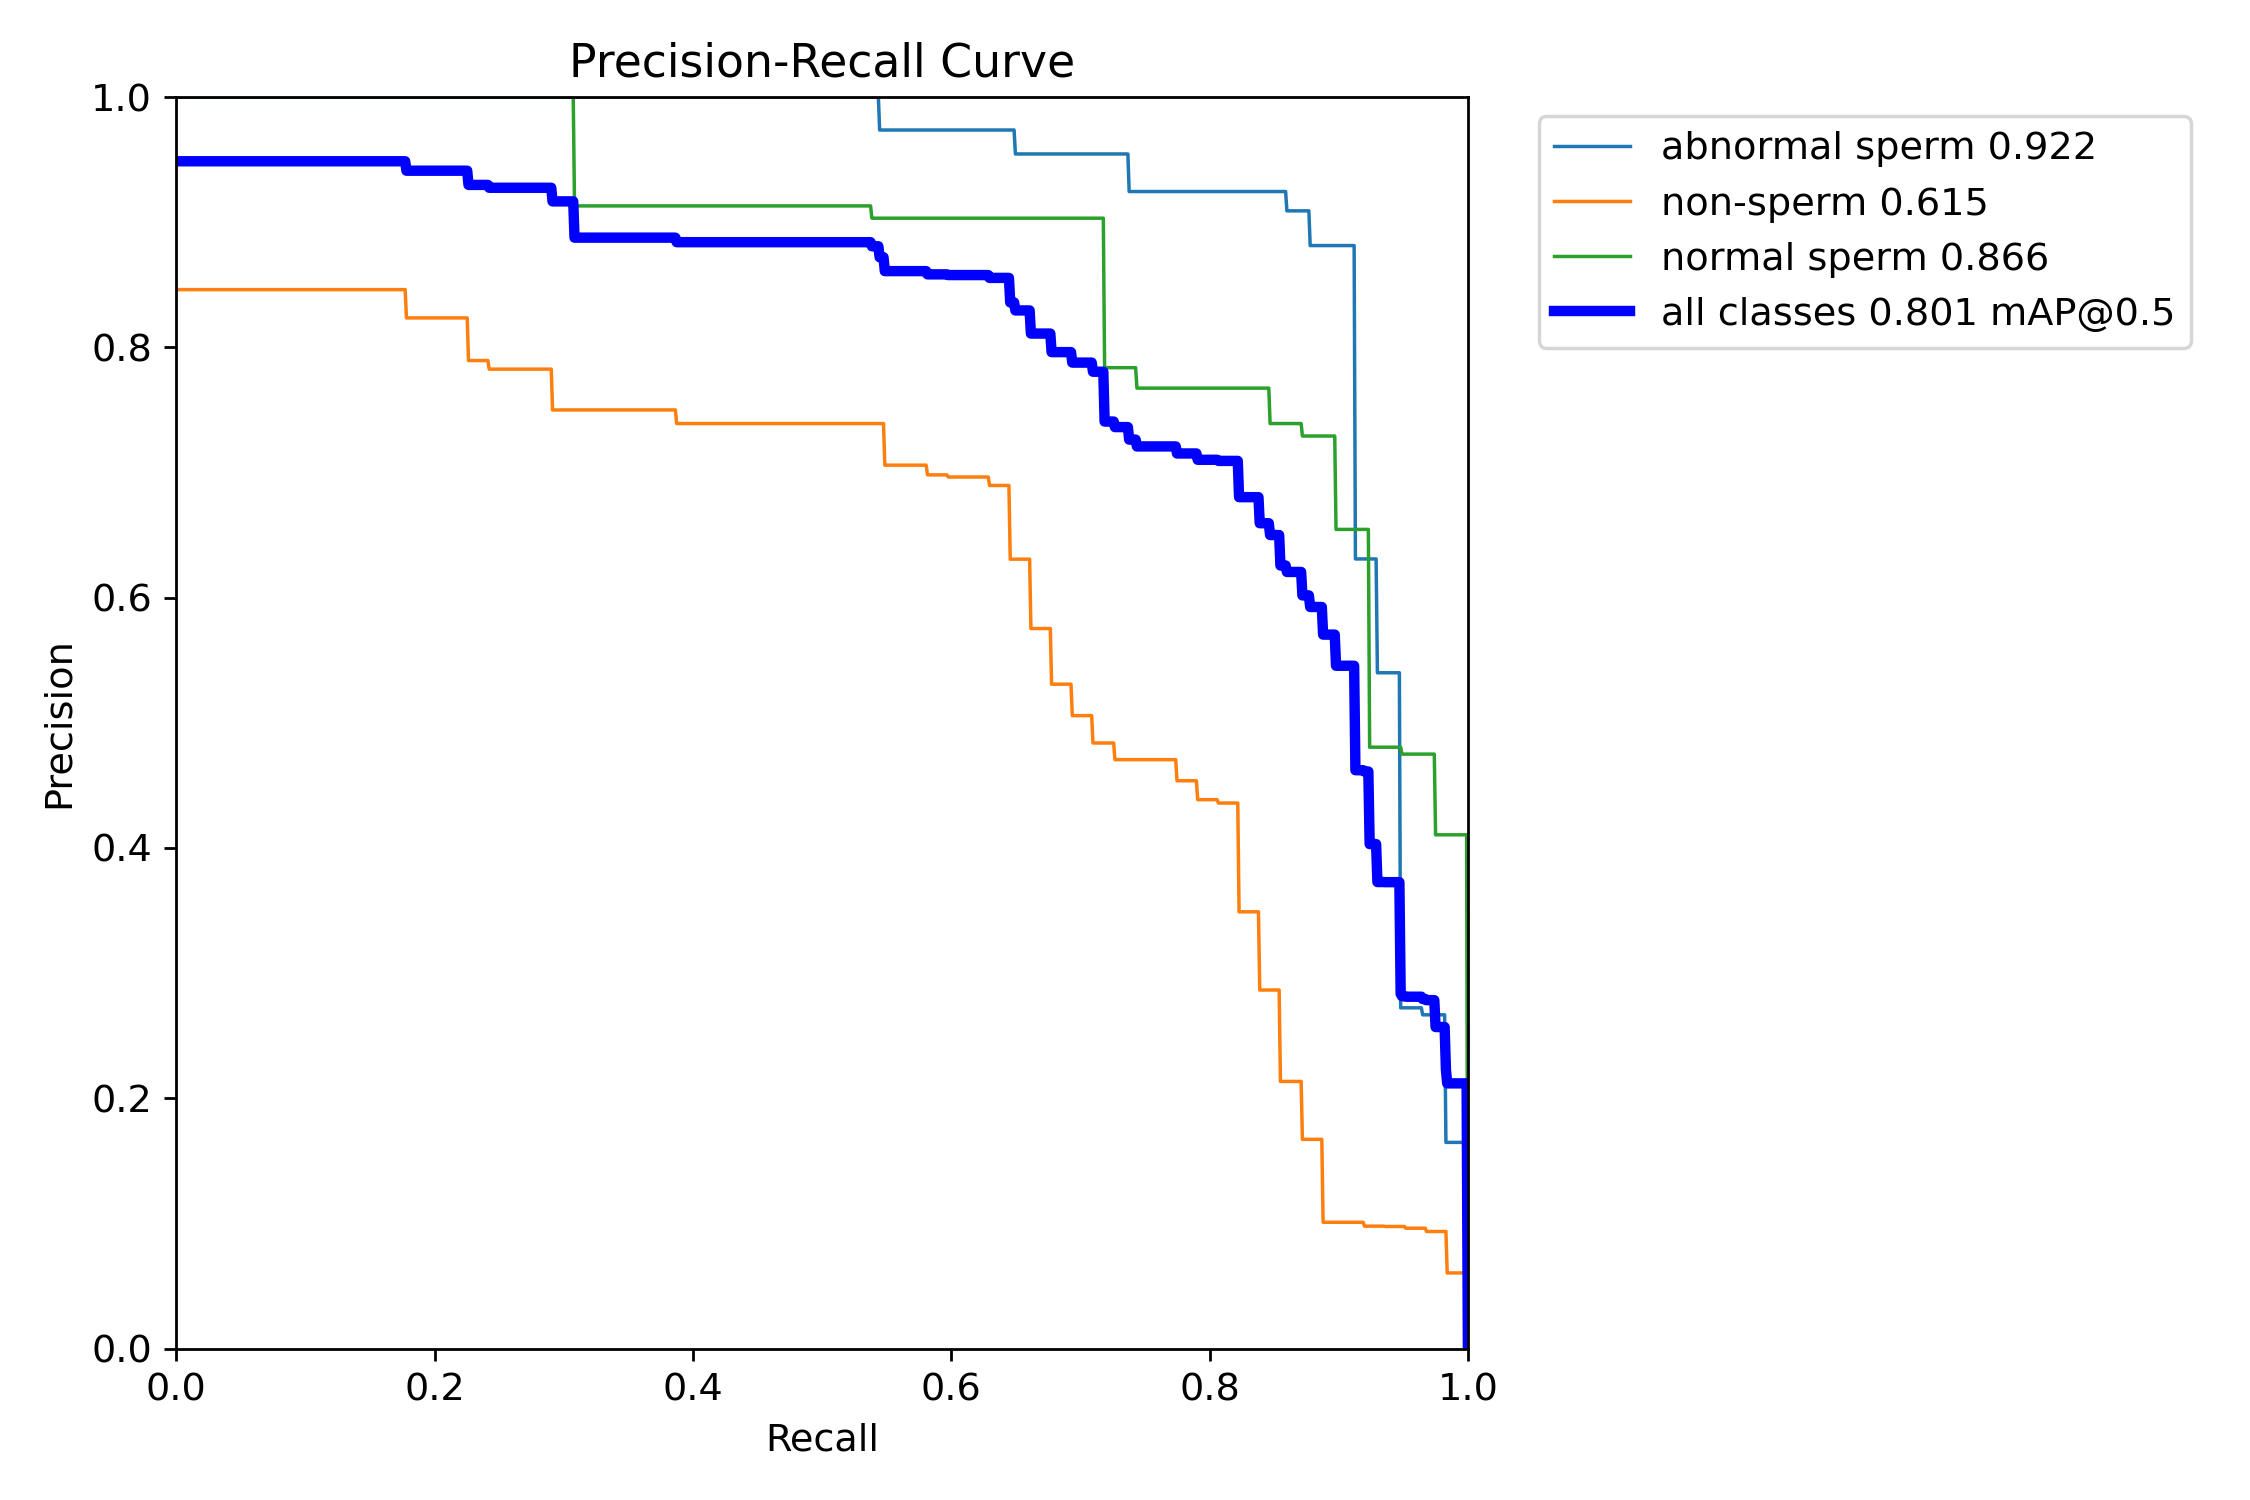 Precision-Recall Curve
1.0
0.8
0.6
0.4
0.2
0.0
Precision
0.0 0.2 0.4 0.6 0.8 1.0
Recall
abnormal sperm 0.922
non-sperm 0.615
normal sperm 0.866
all classes 0.801 mAP@0.5